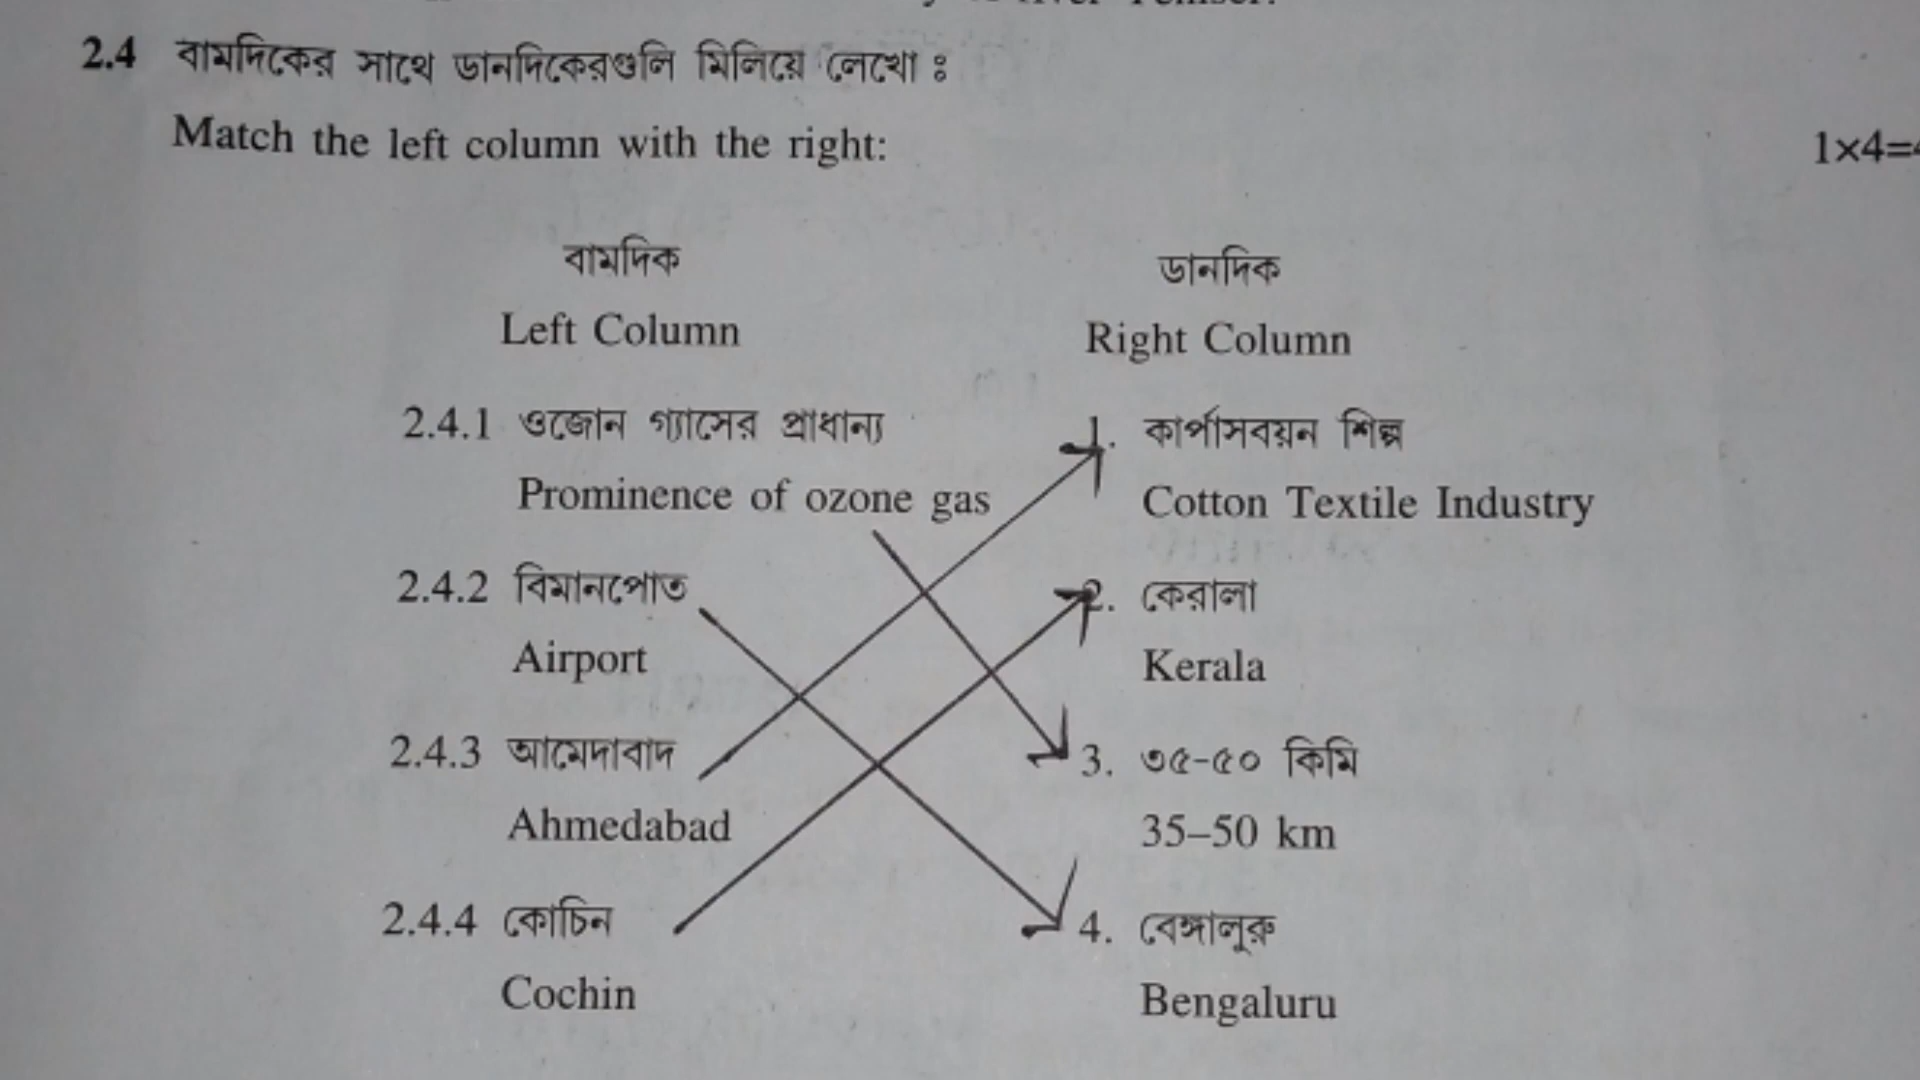 2.4 বামদিকের সাথে ডানদিকেরগুলি মিলিয়ে লেখো ঃ
Match the left column with the right:
1×4=
বামদিক ডানদিক
Left Column Right Column
2.4.1 ওজোন গ্যাসের প্রাধান্য 1. কার্পাসবয়ন শিল্প
Prominence of ozone gas Cotton Textile Industry
2.4.2 বিমানপোত 2. কেরালা
Airport Kerala
2.4.3 আমেদাবাদ 3. ৩৫-৫০ কিমি
Ahmedabad 35–50 km
2.4.4 কোচিন 4. বেঙ্গালুরু
Cochin Bengaluru